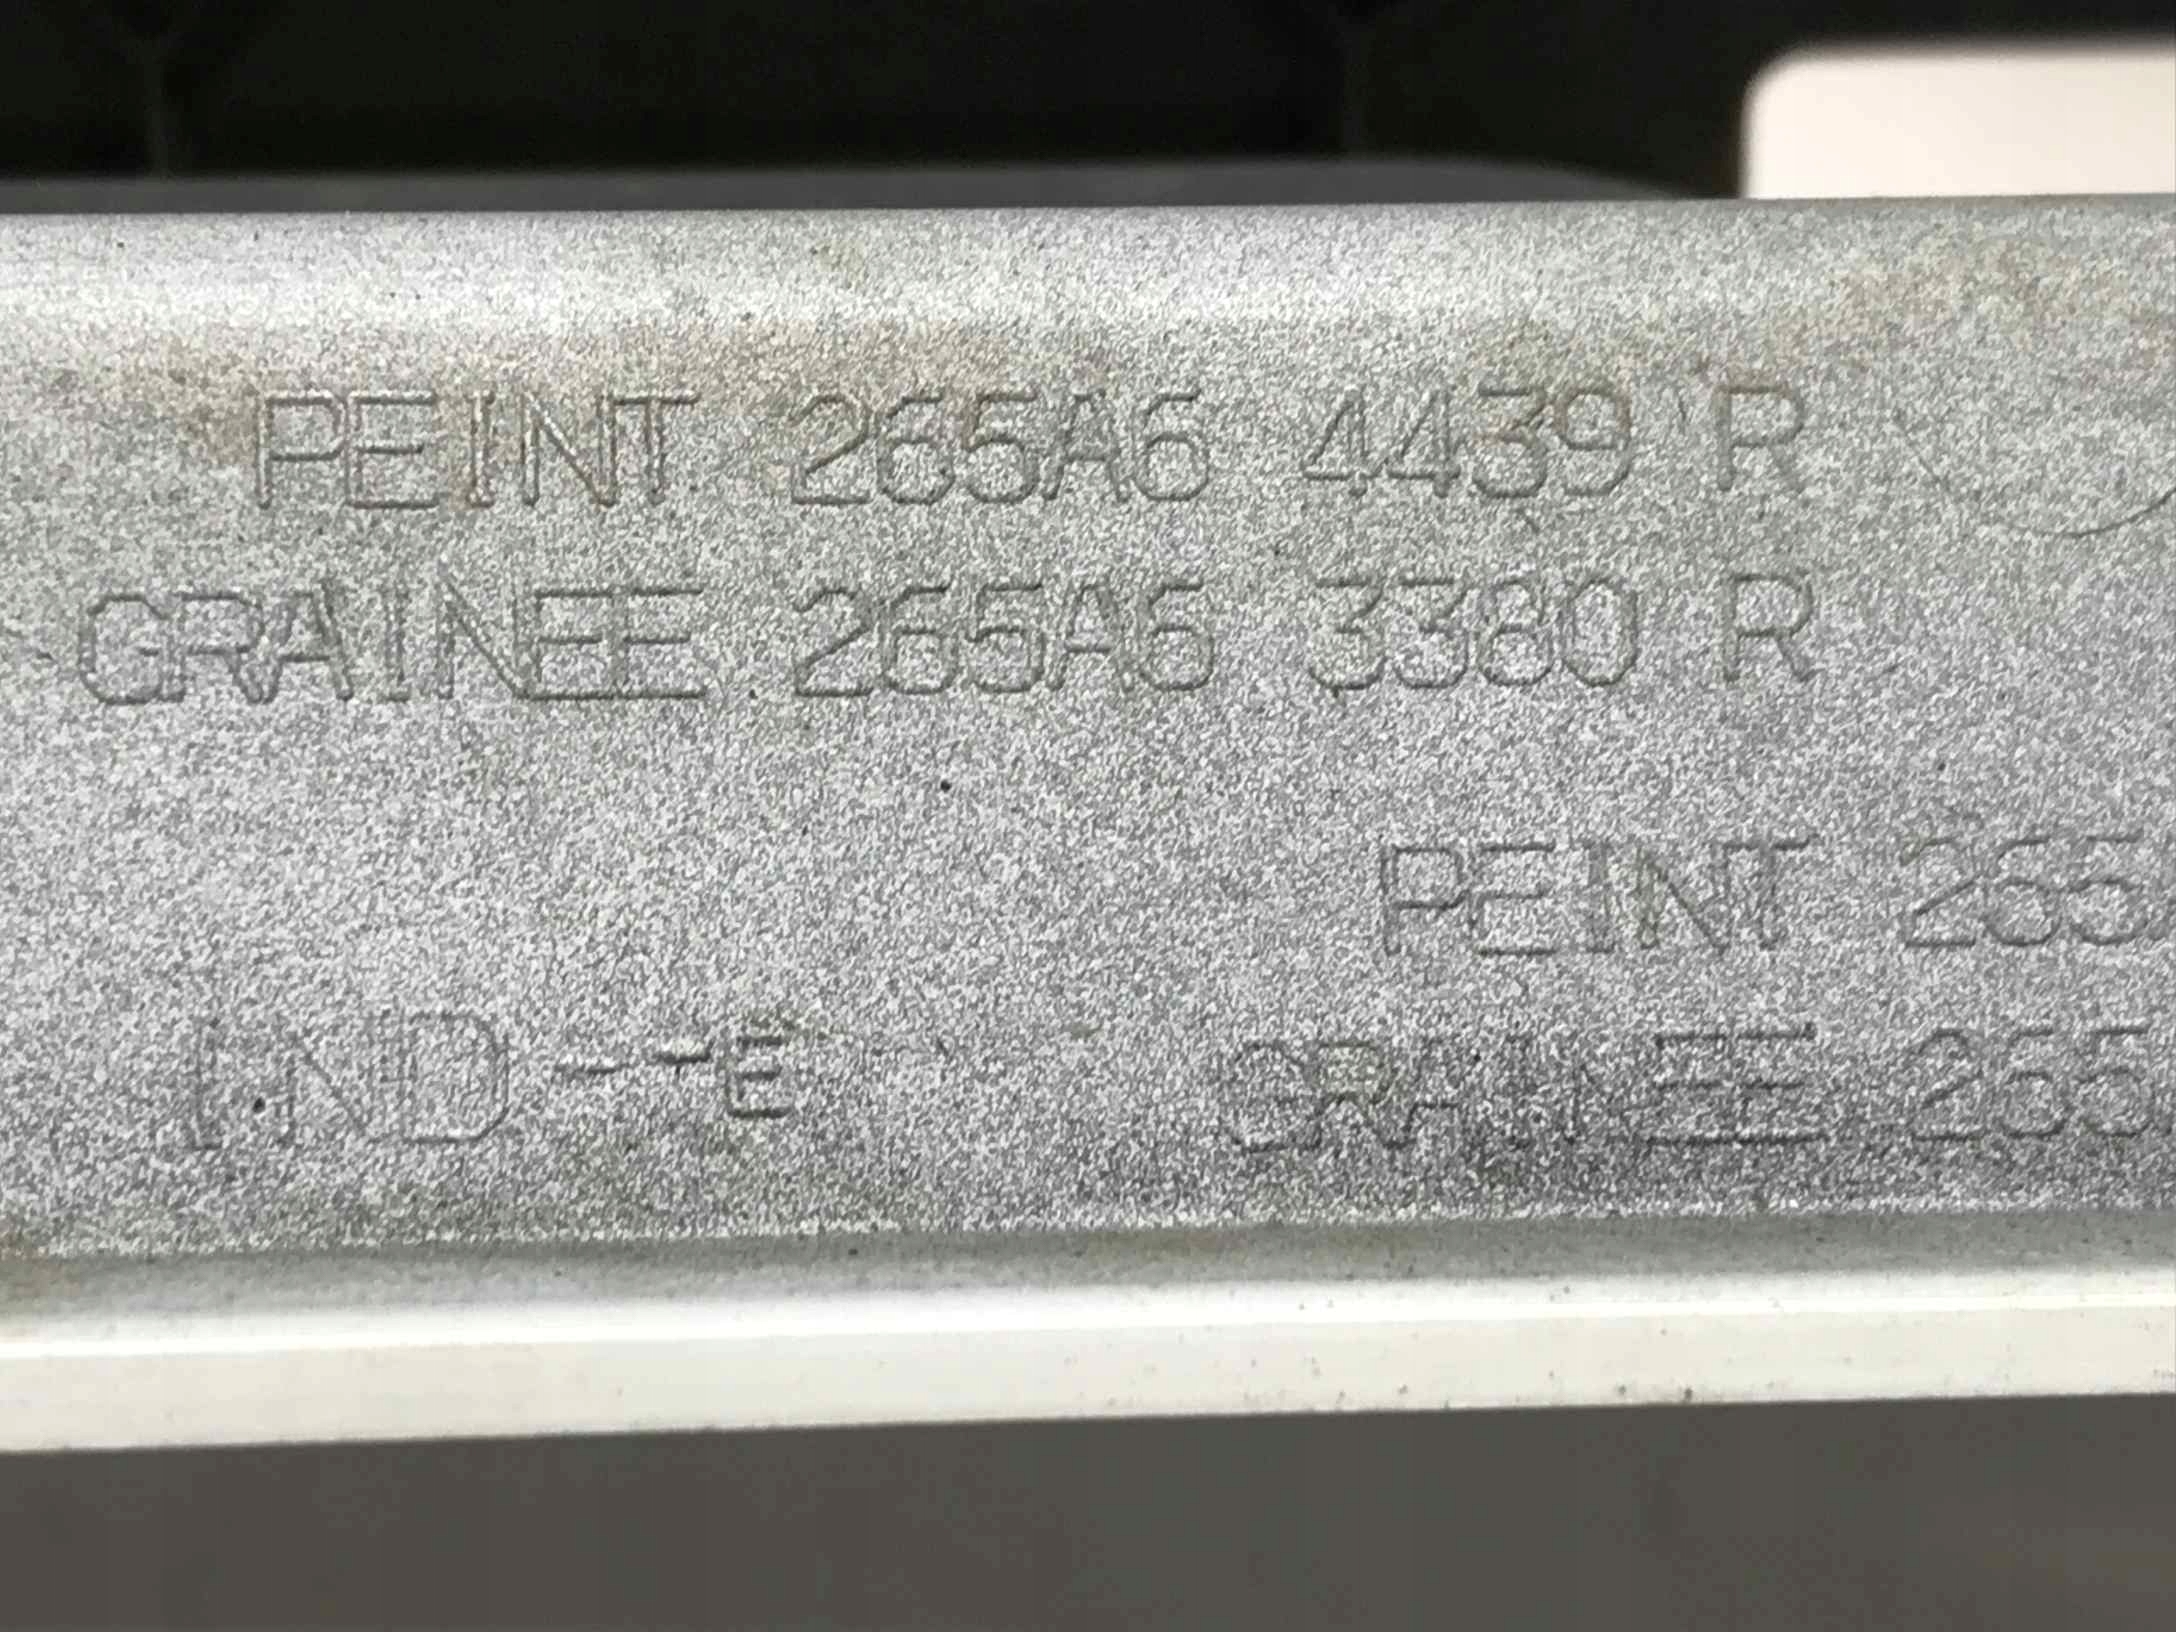 PEINT 265A6 4439 R
GRAINEE 265A6 3380 R
PEINT 265
IND--E GRAINEE 265